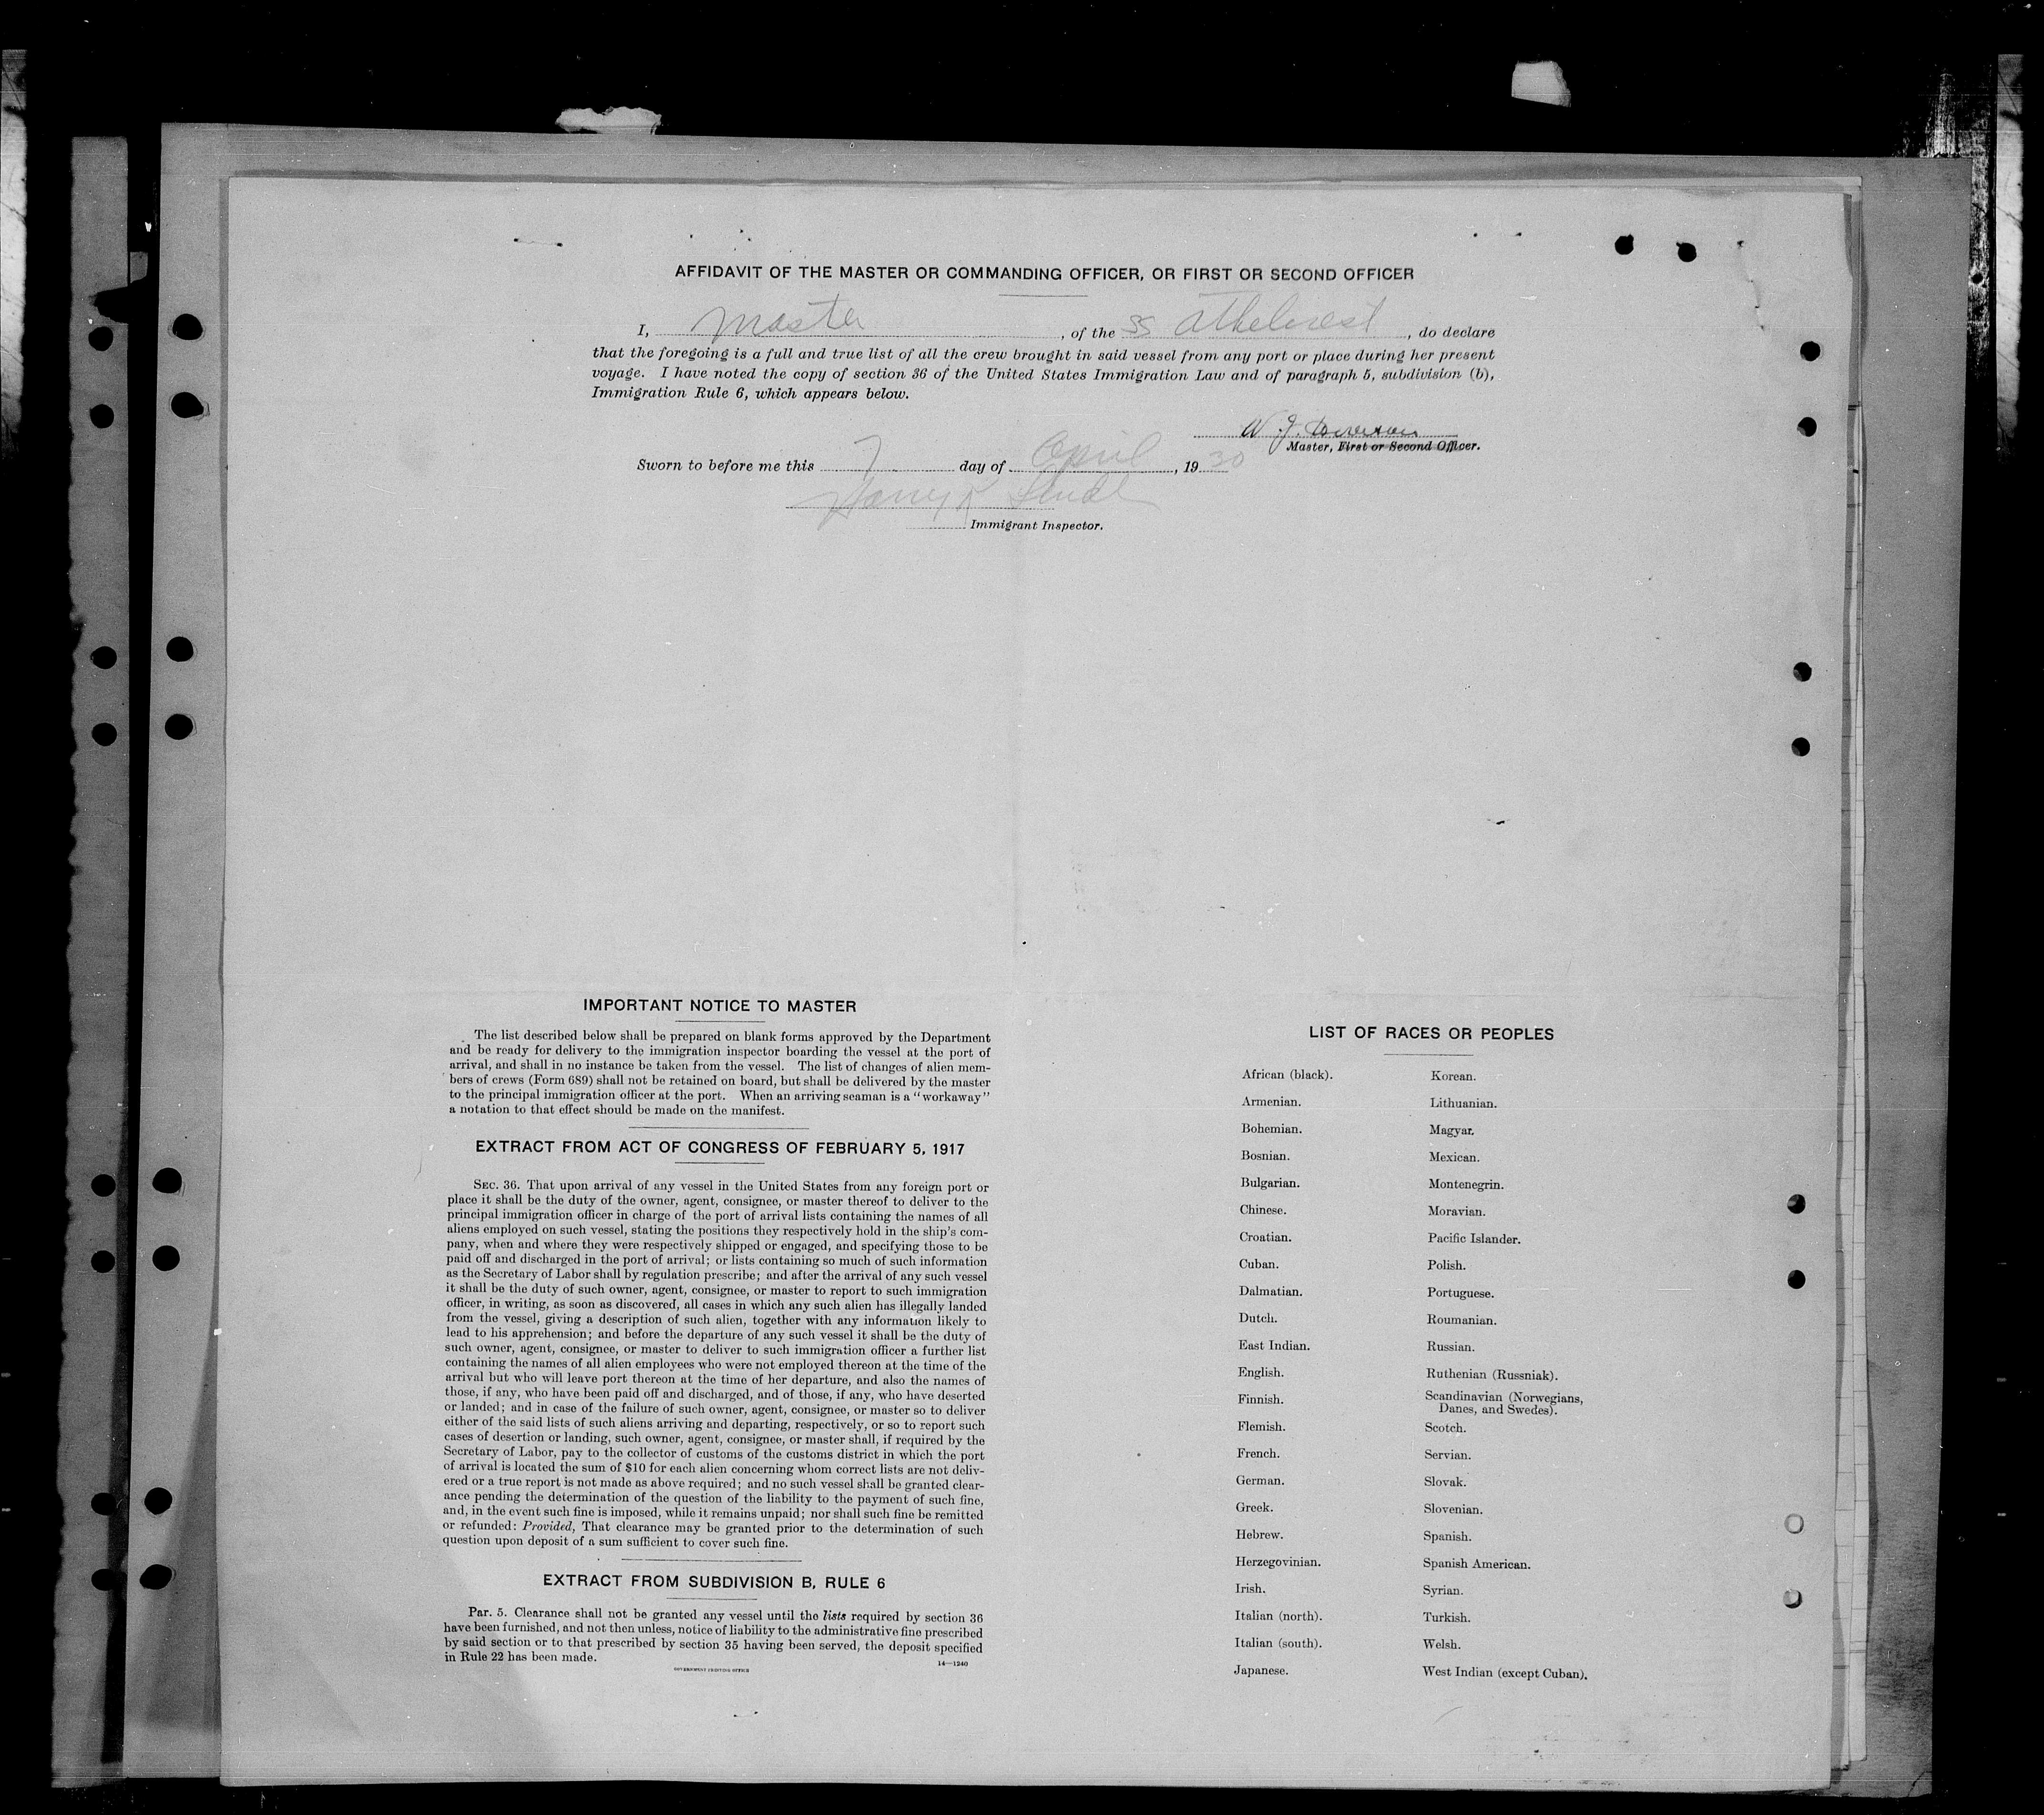 AFFIDAVIT OF THE MASTER OR COMMANDING OFFICER, OR FIRST OR SECOND OFFICER
I, Master, of the SS Athelcrest, do declare
that the foregoing is a full and true list of all the crew brought in said vessel from any port or place during her present
voyage. I have noted the copy of section 36 of the United States Immigration Law and of paragraph 5, subdivision (b),
Immigration Rule 6, which appears below.
W. J.
Master, First or Second Officer.
Sworn to before me this 7 day of April, 19 30
Harry R
Immigrant Inspector.
IMPORTANT NOTICE TO MASTER
The list described below shall be prepared on blank forms approved by the Department
and be ready for delivery to the immigration inspector boarding the vessel at the port of
arrival, and shall in no instance be taken from the vessel. The list of changes of alien mem-
bers of crews (Form 689) shall not be retained on board, but shall be delivered by the master
to the principal immigration officer at the port. When an arriving seaman is a "workaway"
a notation to that effect should be made on the manifest.
EXTRACT FROM ACT OF CONGRESS OF FEBRUARY 5, 1917
SEC. 36. That upon arrival of any vessel in the United States from any foreign port or
place it shall be the duty of the owner, agent, consignee, or master thereof to deliver to the
principal immigration officer in charge of the port of arrival lists containing the names of all
aliens employed on such vessel, stating the positions they respectively hold in the ship's com-
pany, when and where they were respectively shipped or engaged, and specifying those to be
paid off and discharged in the port of arrival; or lists containing so much of such information
as the Secretary of Labor shall by regulation prescribe; and after the arrival of any such vessel
it shall be the duty of such owner, agent, consignee, or master to report to such immigration
officer, in writing, as soon as discovered, all cases in which any such alien has illegally landed
from the vessel, giving a description of such alien, together with any information likely to
lead to his apprehension; and before the departure of any such vessel it shall be the duty of
such owner, agent, consignee, or master to deliver to such immigration officer a further list
containing the names of all alien employees who were not employed thereon at the time of the
arrival but who will leave port thereon at the time of her departure, and also the names of
those, if any, who have been paid off and discharged, and of those, if any, who have deserted
or landed; and in case of the failure of such owner, agent, consignee, or master so to deliver
either of the said lists of such aliens arriving and departing, respectively, or so to report such
cases of desertion or landing, such owner, agent, consignee, or master shall, if required by the
Secretary of Labor, pay to the collector of customs of the customs district in which the port
of arrival is located the sum of $10 for each alien concerning whom correct lists are not deliv-
ered or a true report is not made as above required; and no such vessel shall be granted clear-
ance pending the determination of the question of the liability to the payment of such fine,
and, in the event such fine is imposed, while it remains unpaid; nor shall such fine be remitted
or refunded: Provided, That clearance may be granted prior to the determination of such
question upon deposit of a sum sufficient to cover such fine.
EXTRACT FROM SUBDIVISION B, RULE 6
Par. 5. Clearance shall not be granted any vessel until the lists required by section 36
have been furnished, and not then unless, notice of liability to the administrative fine prescribed
by said section or to that prescribed by section 35 having been served, the deposit specified
in Rule 22 has been made.
GOVERNMENT PRINTING OFFICE 14—1240
LIST OF RACES OR PEOPLES
African (black).
Armenian.
Bohemian.
Bosnian.
Bulgarian.
Chinese.
Croatian.
Cuban.
Dalmatian.
Dutch.
East Indian.
English.
Finnish.
Flemish.
French.
German.
Greek.
Hebrew.
Herzegovinian.
Irish.
Italian (north).
Italian (south).
Japanese.
Korean.
Lithuanian.
Magyar.
Mexican.
Montenegrin.
Moravian.
Pacific Islander.
Polish.
Portuguese.
Roumanian.
Russian.
Ruthenian (Russniak).
Scandinavian (Norwegians,
Danes, and Swedes).
Scotch.
Servian.
Slovak.
Slovenian.
Spanish.
Spanish American.
Syrian.
Turkish.
Welsh.
West Indian (except Cuban).